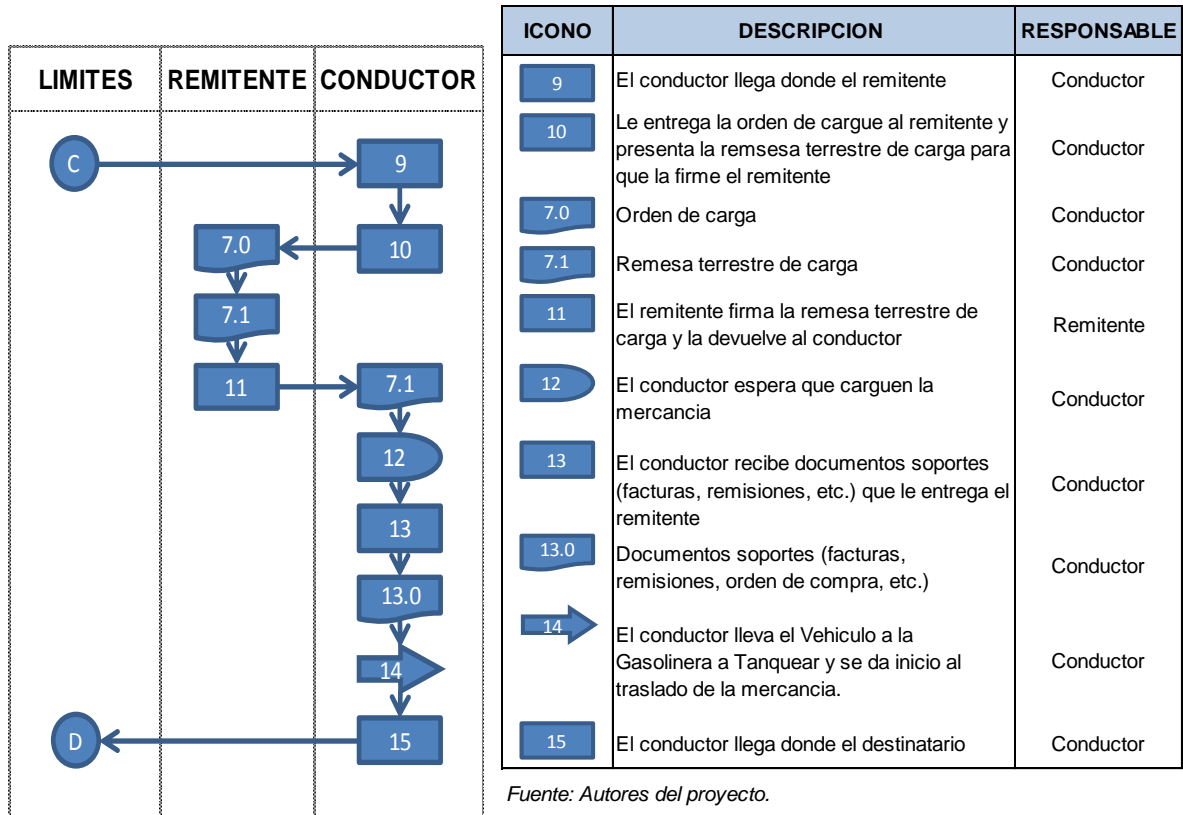 LIMITES REMITENTE CONDUCTOR
C 9
7.0 10
7.1
11 7.1
12
13
13.0
14
D 15
ICONO DESCRIPCION RESPONSABLE
9 El conductor llega donde el remitente Conductor
10 Le entrega la orden de cargue al remitente y
presenta la remsesa terrestre de carga para
que la firme el remitente
Conductor
7.0 Orden de carga Conductor
7.1 Remesa terrestre de carga Conductor
11 El remitente firma la remesa terrestre de
carga y la devuelve al conductor
Remitente
12 El conductor espera que carguen la
mercancia
Conductor
13 El conductor recibe documentos soportes
(facturas, remisiones, etc.) que le entrega el
remitente
Conductor
13.0 Documentos soportes (facturas,
remisiones, orden de compra, etc.)
Conductor
14 El conductor lleva el Vehiculo a la
Gasolinera a Tanquear y se da inicio al
traslado de la mercancia.
Conductor
15 El conductor llega donde el destinatario Conductor
Fuente: Autores del proyecto.